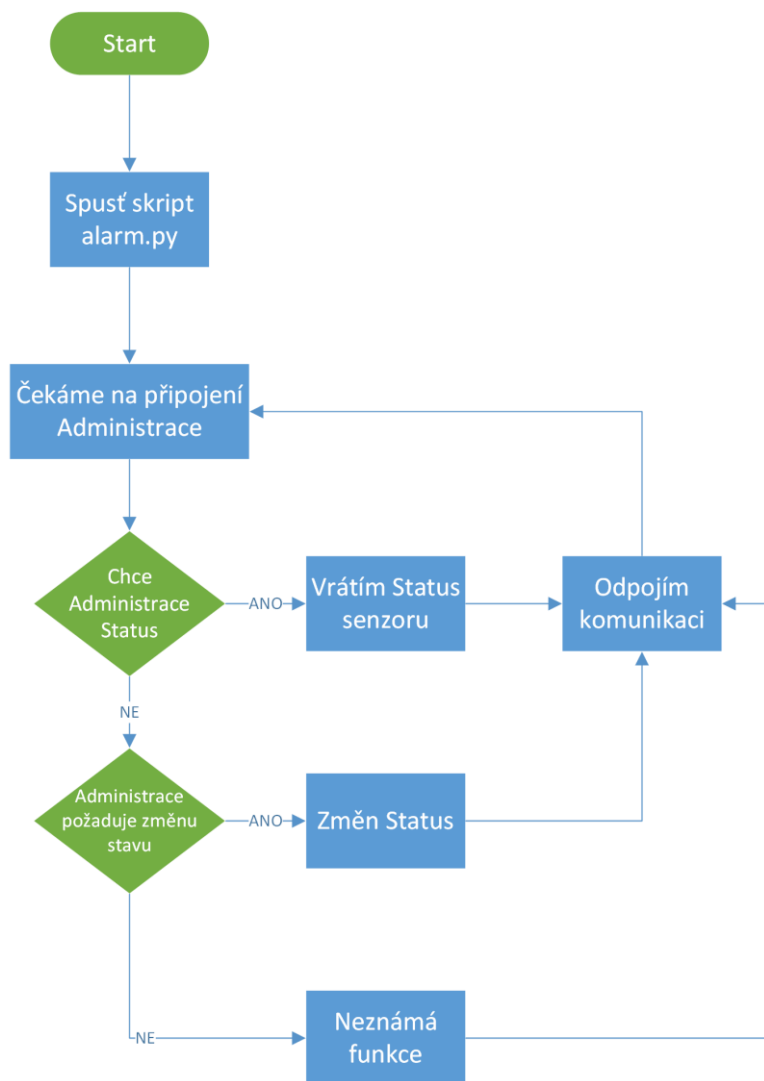 Start
Spusť skript
alarm.py
Čekáme na připojení
Administrace
Chce
Administrace
Status
ANO
Vrátím Status
senzoru
Odpojím
komunikaci
NE
Administrace
požaduje změnu
stavu
ANO
Změn Status
NE
Neznámá
funkce